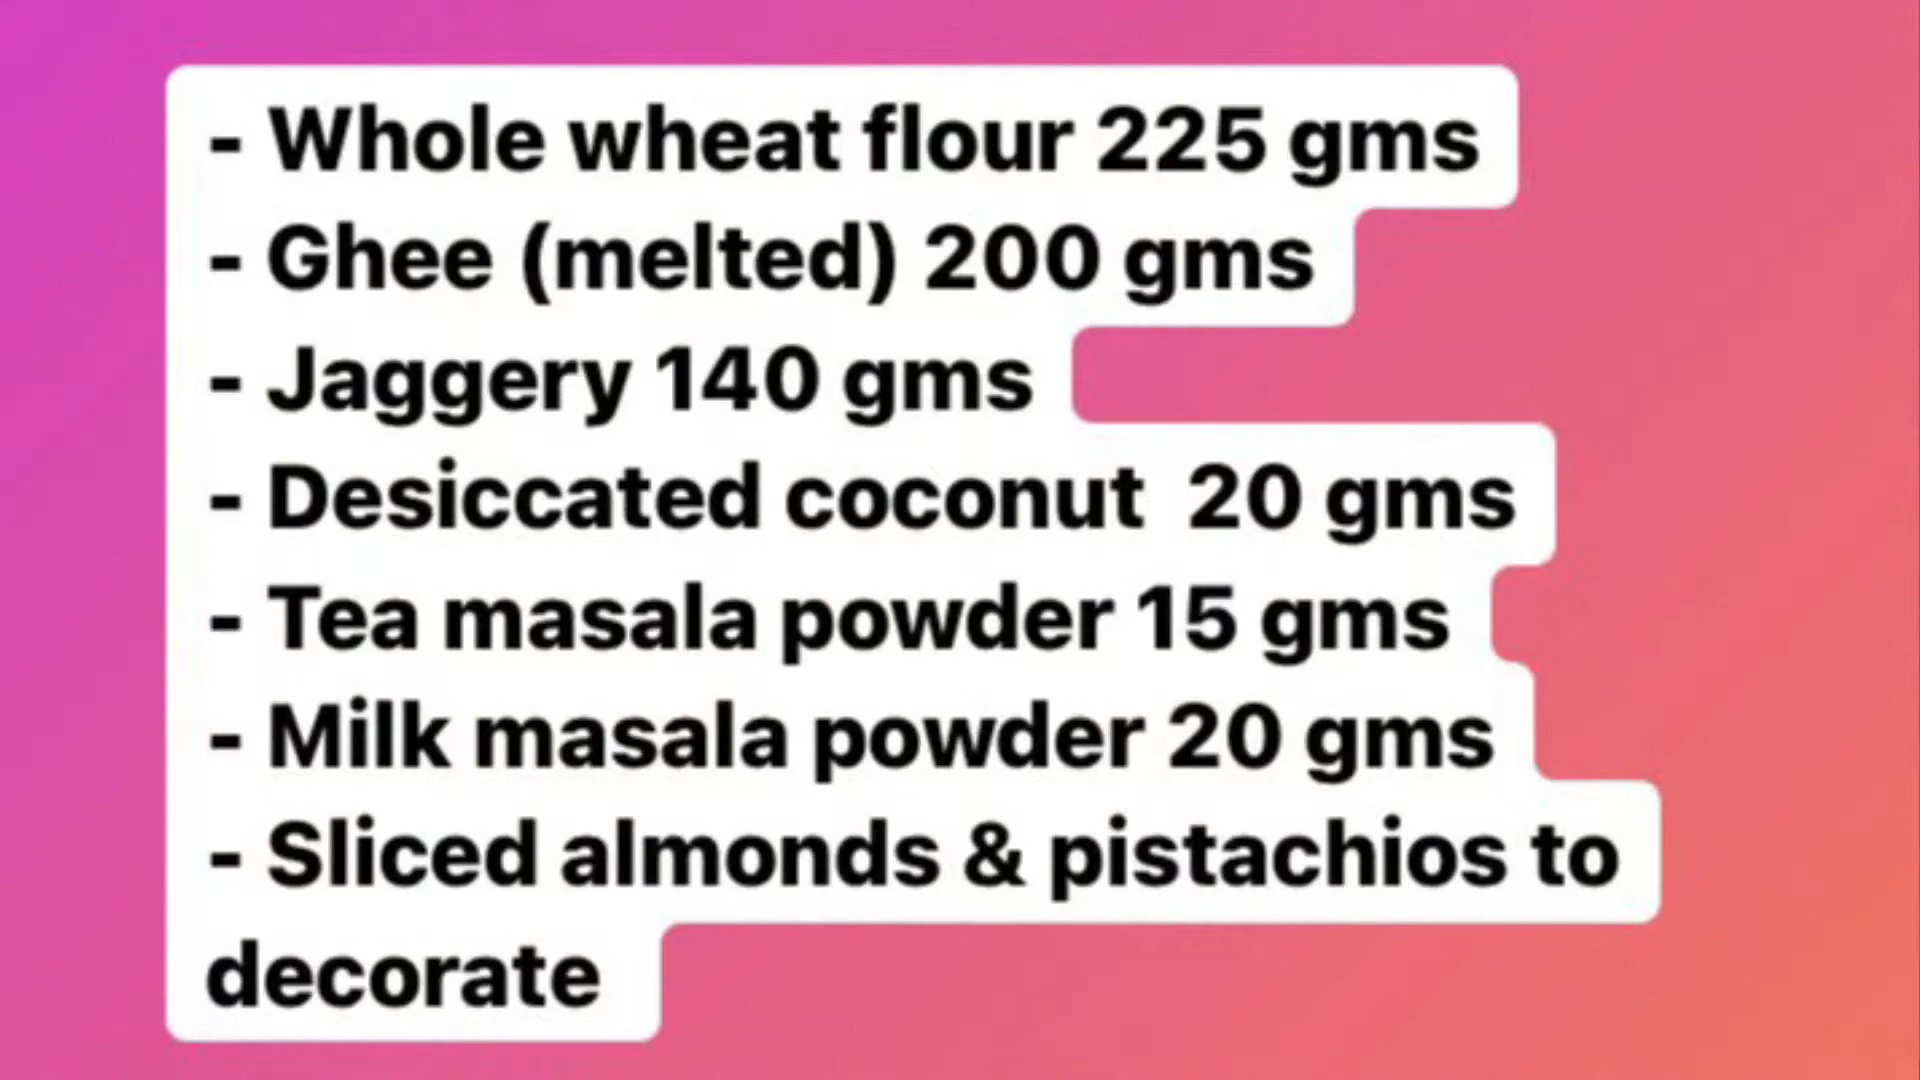 - Whole wheat flour 225 gms
- Ghee (melted) 200 gms
- Jaggery 140 gms
- Desiccated coconut  20 gms
- Tea masala powder 15 gms
- Milk masala powder 20 gms
- Sliced almonds & pistachios to
decorate